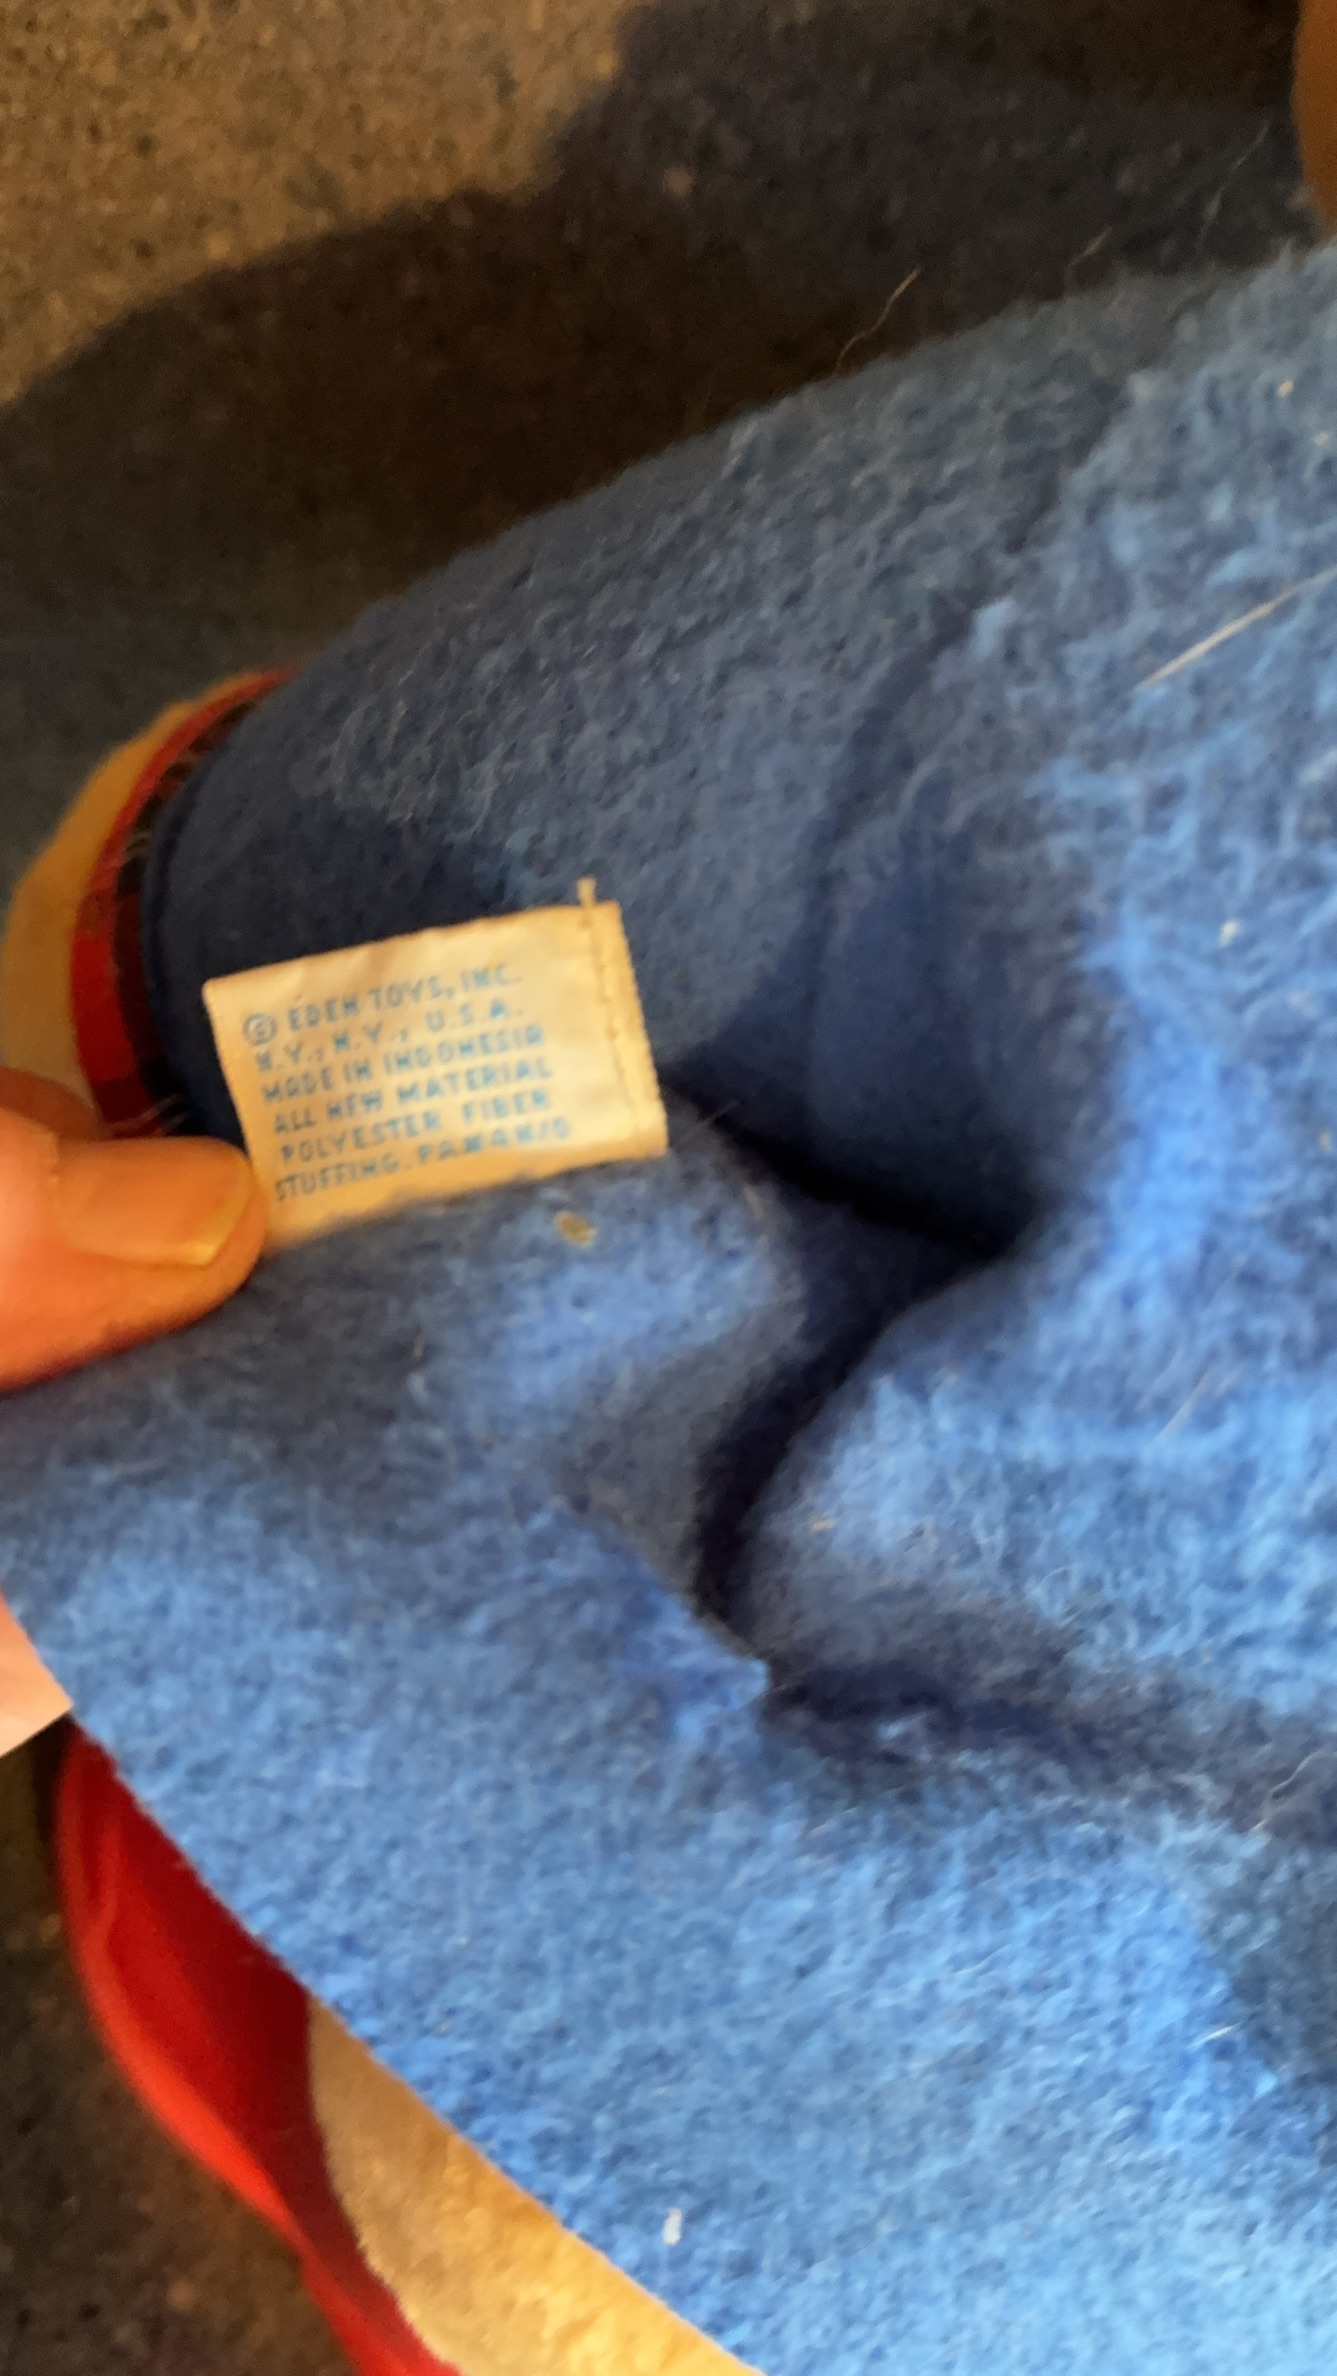 © EDEN TOYS, INC.
N.Y., N.Y., U.S.A.
MADE IN INDONESIA
ALL NEW MATERIAL
POLYESTER FIBER
STUFFING.